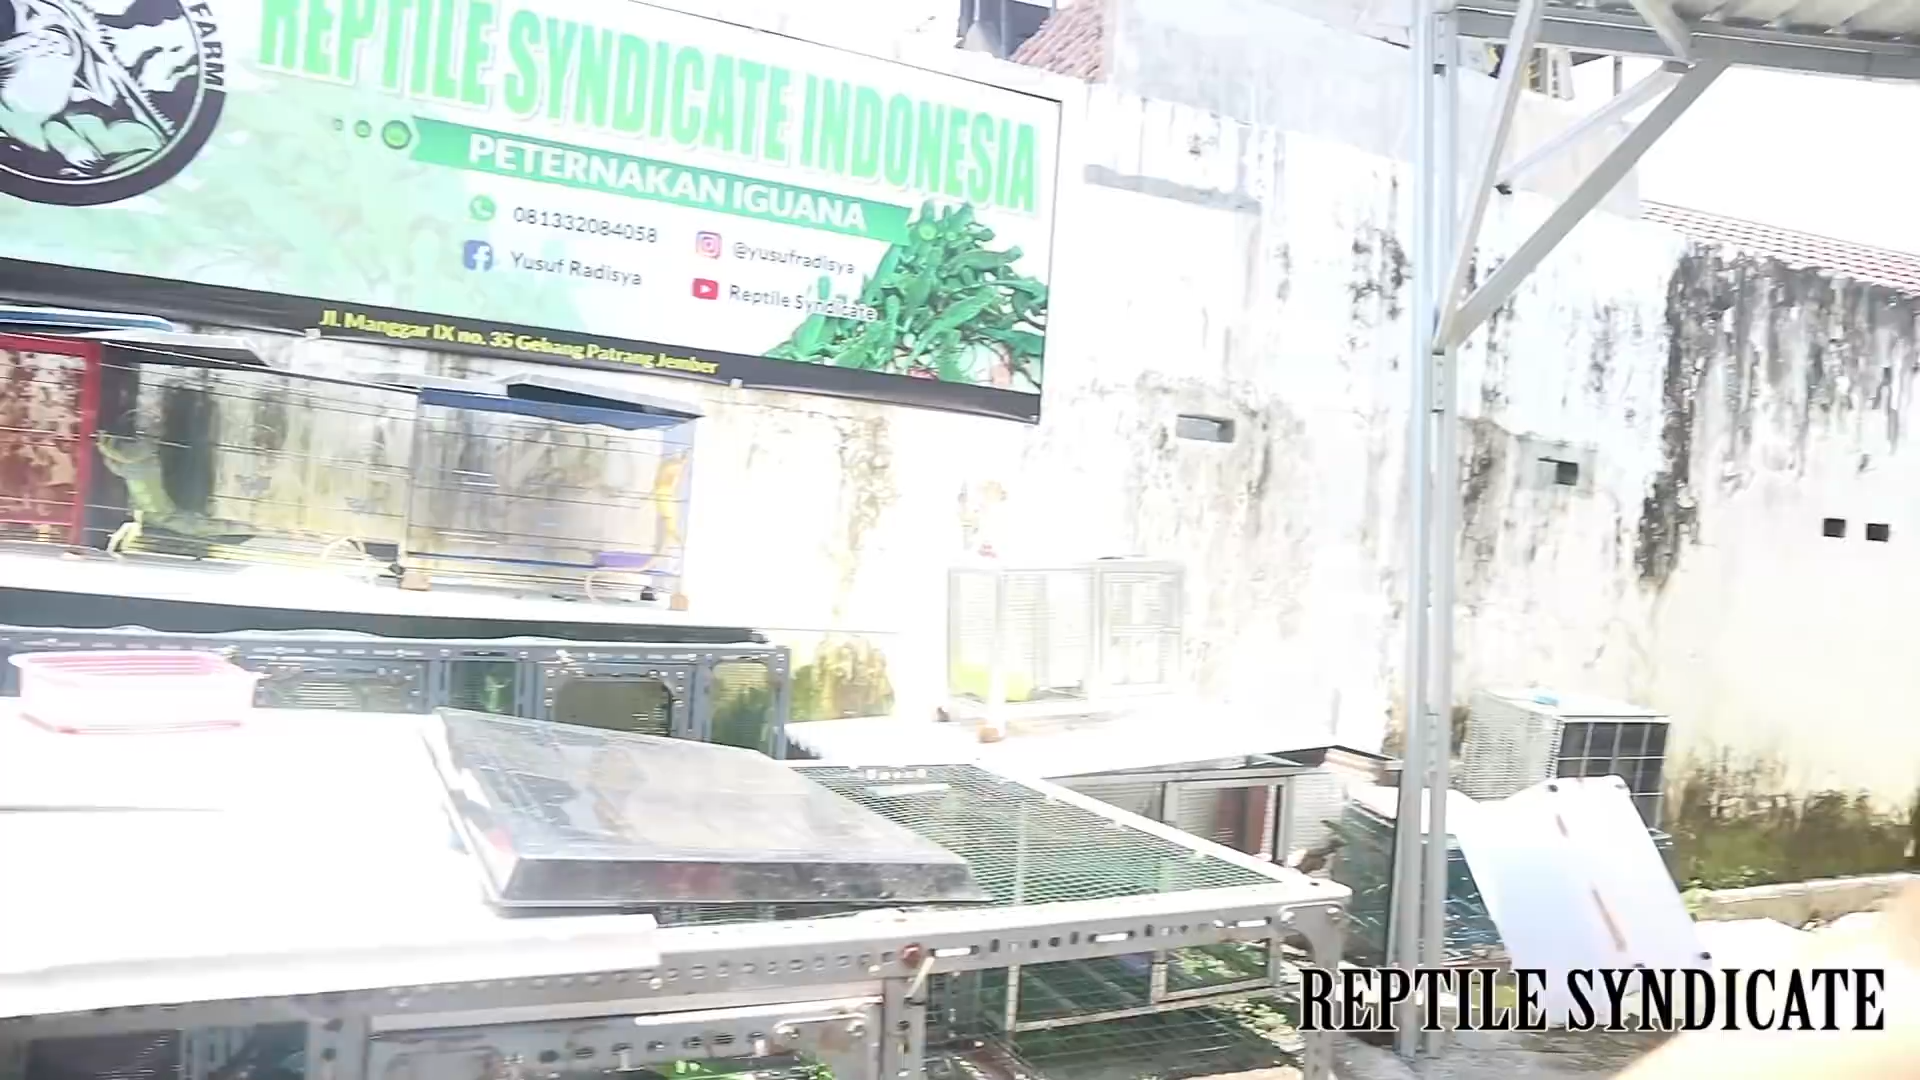 FARM
REPTILE SYNDICATE INDONESIA
PETERNAKAN IGUANA
081332084058
@yusufradisya
Yusuf Radisya
Reptile Syndicate
Jl. Manggar IX no. 35 Gebang Patrang Jember
REPTILE SYNDICATE